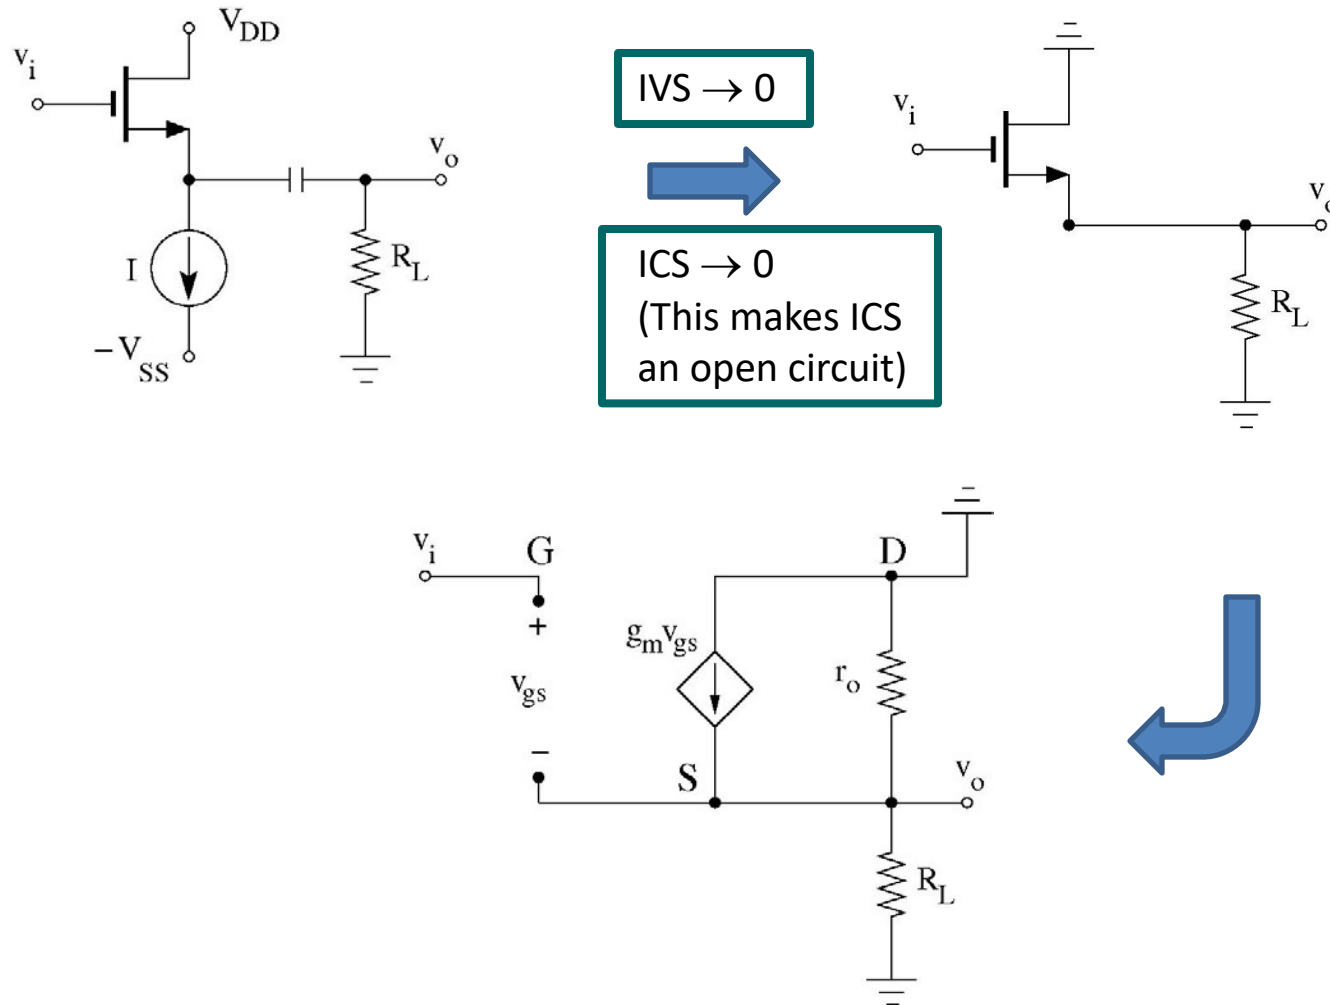 V_DD
v_i
v_o
I
R_L
−V_SS
IVS → 0
ICS → 0
(This makes ICS
an open circuit)
v_i
v_o
R_L
v_i
G
D
+
g_m v_gs
v_gs
r_o
−
S
v_o
R_L